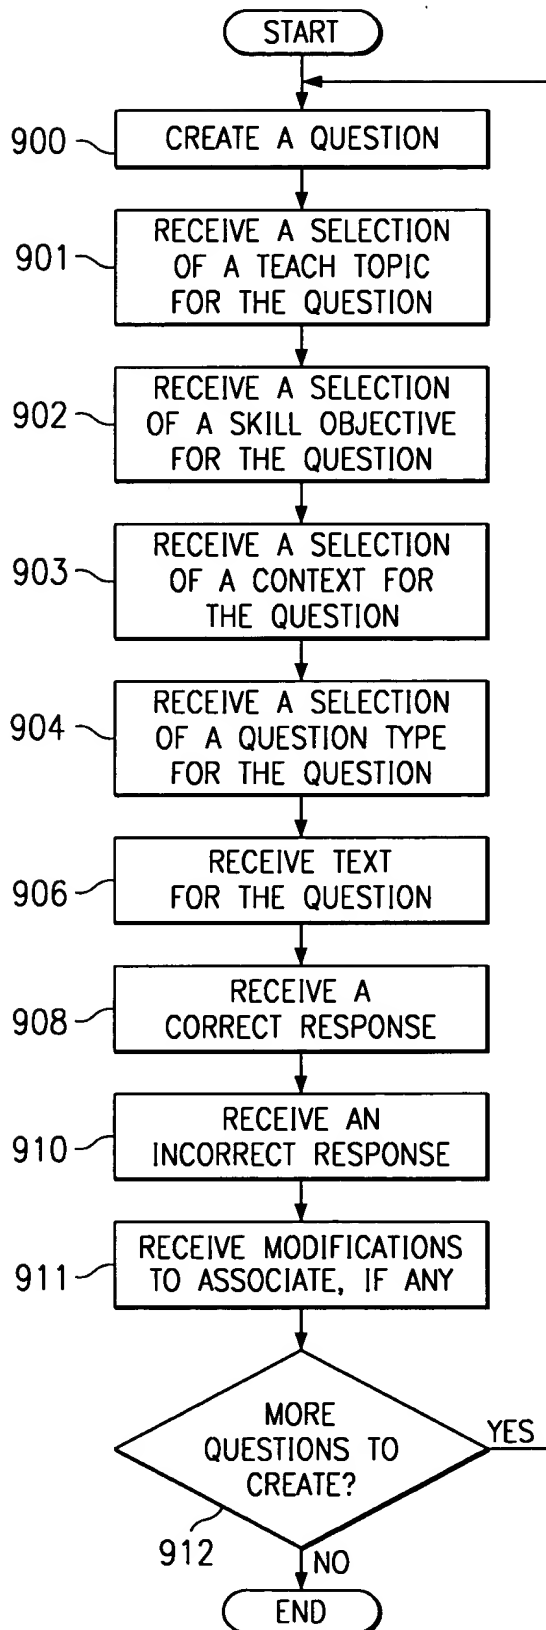 START
900
CREATE A QUESTION
901
RECEIVE A SELECTION
OF A TEACH TOPIC
FOR THE QUESTION
902
RECEIVE A SELECTION
OF A SKILL OBJECTIVE
FOR THE QUESTION
903
RECEIVE A SELECTION
OF A CONTEXT FOR
THE QUESTION
904
RECEIVE A SELECTION
OF A QUESTION TYPE
FOR THE QUESTION
906
RECEIVE TEXT
FOR THE QUESTION
908
RECEIVE A
CORRECT RESPONSE
910
RECEIVE AN
INCORRECT RESPONSE
911
RECEIVE MODIFICATIONS
TO ASSOCIATE, IF ANY
MORE
QUESTIONS TO
CREATE?
YES
912
NO
END